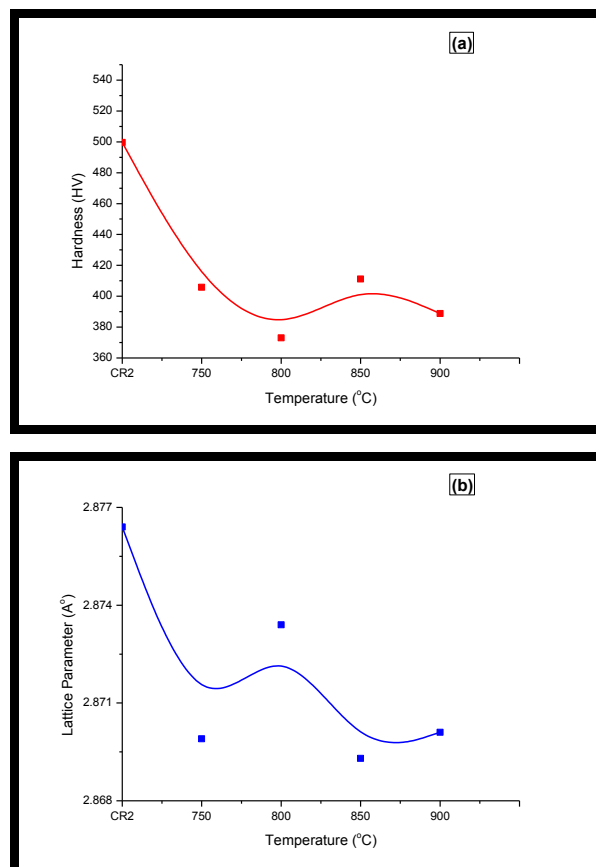 (a)
540
520
500
480
460
440
420
400
380
360
Hardness (HV)
CR2 750 800 850 900
Temperature (°C)
(b)
2.877
2.874
2.871
2.868
Lattice Parameter (A°)
CR2 750 800 850 900
Temperature (°C)